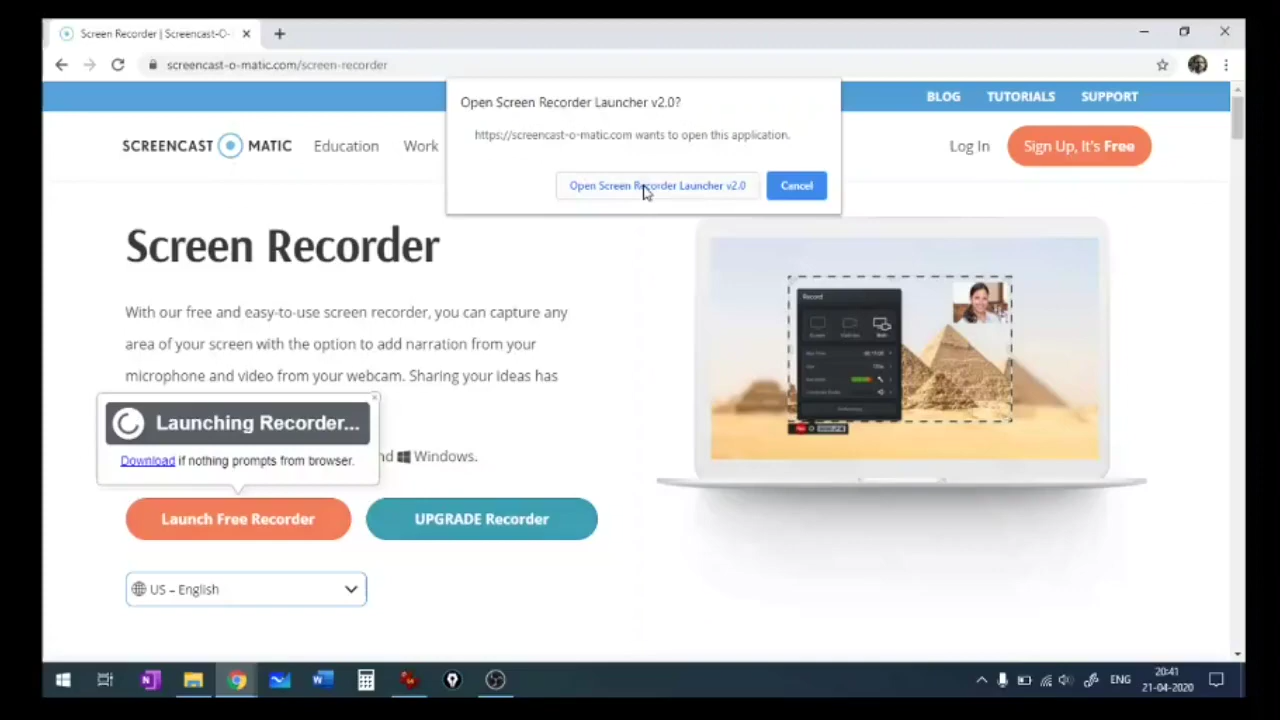 Screen Recorder | Screencast-O-
screencast-o-matic.com/screen-recorder
BLOG TUTORIALS SUPPORT
Open Screen Recorder Launcher v2.0?
https://screencast-o-matic.com wants to open this application.
Open Screen Recorder Launcher v2.0 Cancel
SCREENCAST MATIC Education Work Log In Sign Up, It's Free
Screen Recorder
With our free and easy-to-use screen recorder, you can capture any
area of your screen with the option to add narration from your
microphone and video from your webcam. Sharing your ideas has
Record
Launching Recorder...
Download if nothing prompts from browser.
nd Windows.
Launch Free Recorder UPGRADE Recorder
US – English
ENG
20:41
21-04-2020